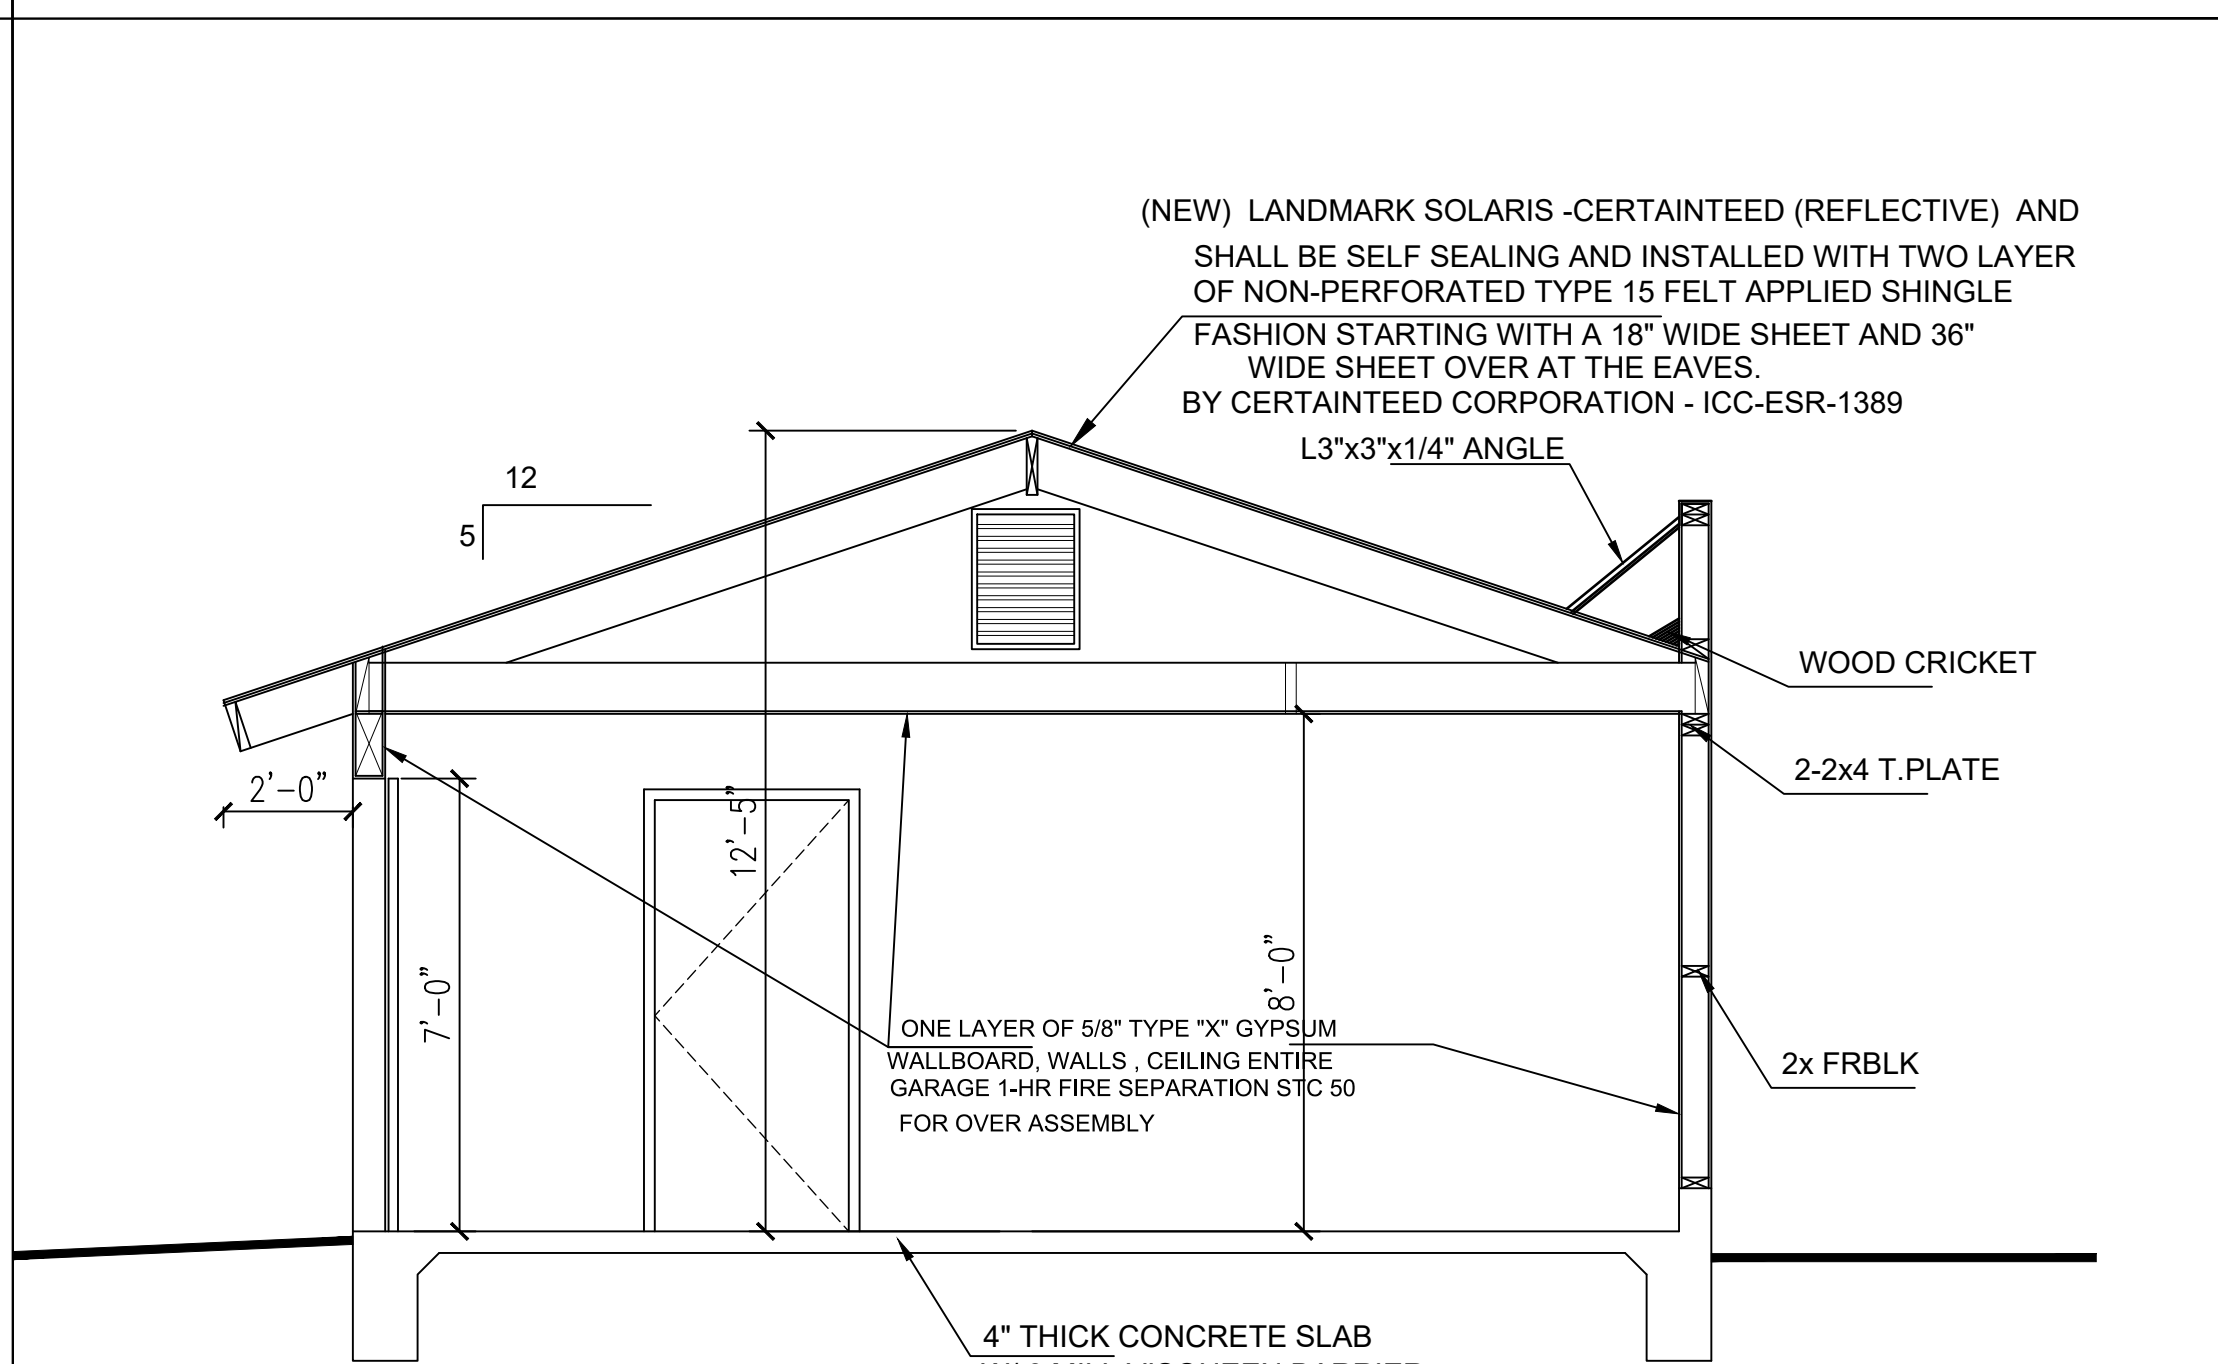 (NEW) LANDMARK SOLARIS -CERTAINTEED (REFLECTIVE) AND
SHALL BE SELF SEALING AND INSTALLED WITH TWO LAYER
OF NON-PERFORATED TYPE 15 FELT APPLIED SHINGLE
FASHION STARTING WITH A 18" WIDE SHEET AND 36"
WIDE SHEET OVER AT THE EAVES.
BY CERTAINTEED CORPORATION - ICC-ESR-1389
L3"x3"x1/4" ANGLE
12
5
WOOD CRICKET
2-2x4 T.PLATE
2'-0"
12'-5"
7'-0"
8'-0"
ONE LAYER OF 5/8" TYPE "X" GYPSUM
WALLBOARD, WALLS , CEILING ENTIRE
GARAGE 1-HR FIRE SEPARATION STC 50
FOR OVER ASSEMBLY
2x FRBLK
4" THICK CONCRETE SLAB